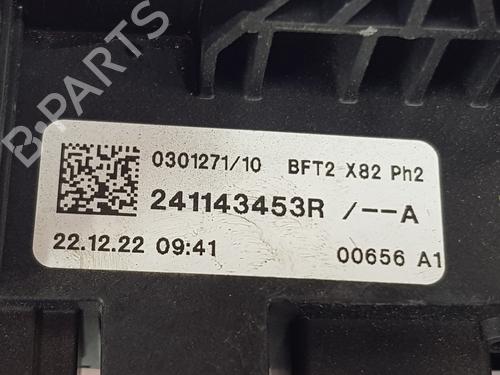 B-PARTS
0301271/10 BFT2 X82 Ph2
241143453R /--A
22.12.22 09:41 00656 A1